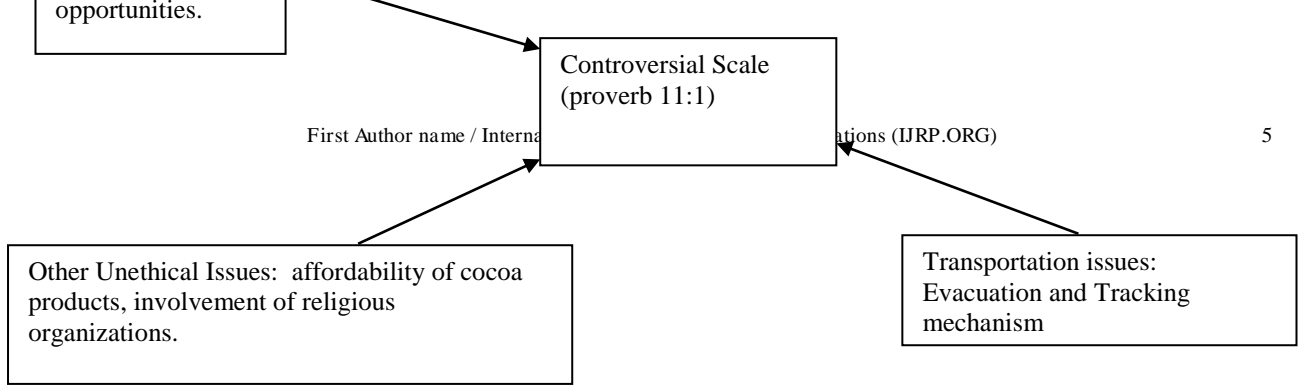 opportunities.
Controversial Scale
(proverb 11:1)
First Author name / Interna ations (IJRP.ORG) 5
Other Unethical Issues: affordability of cocoa
products, involvement of religious
organizations.
Transportation issues:
Evacuation and Tracking
mechanism